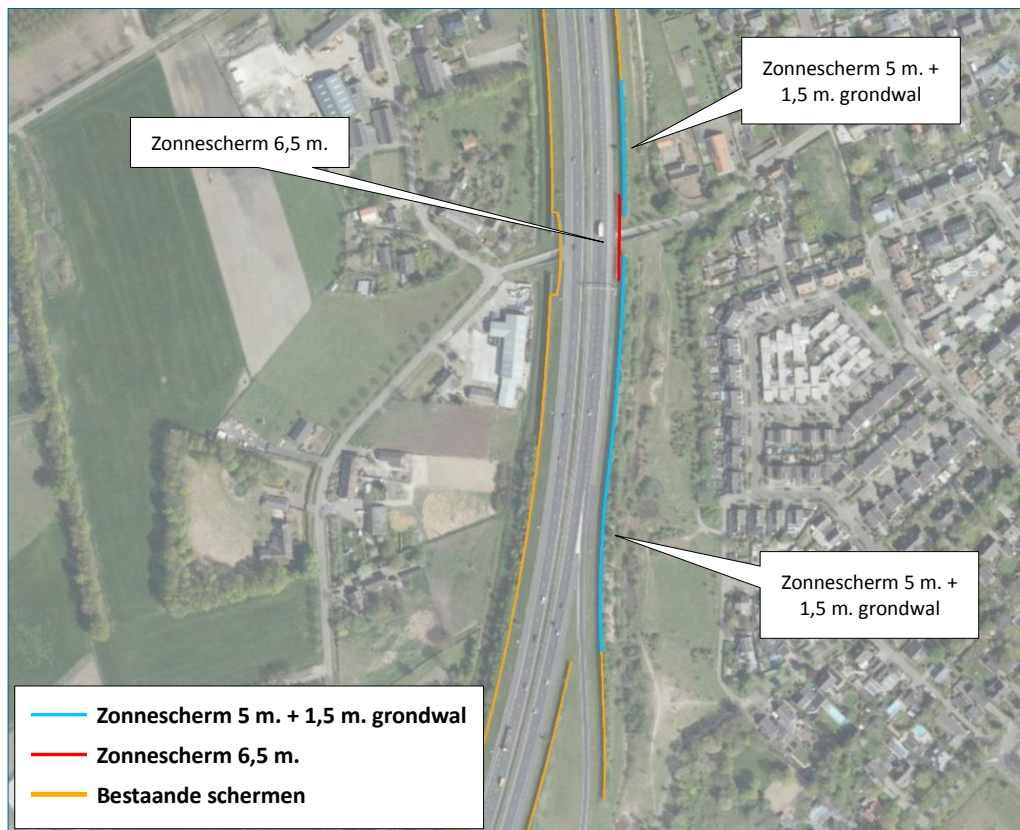 Zonnescherm 5 m. +
1,5 m. grondwal
Zonnescherm 6,5 m.
Zonnescherm 5 m. +
1,5 m. grondwal
Zonnescherm 5 m. + 1,5 m. grondwal
Zonnescherm 6,5 m.
Bestaande schermen